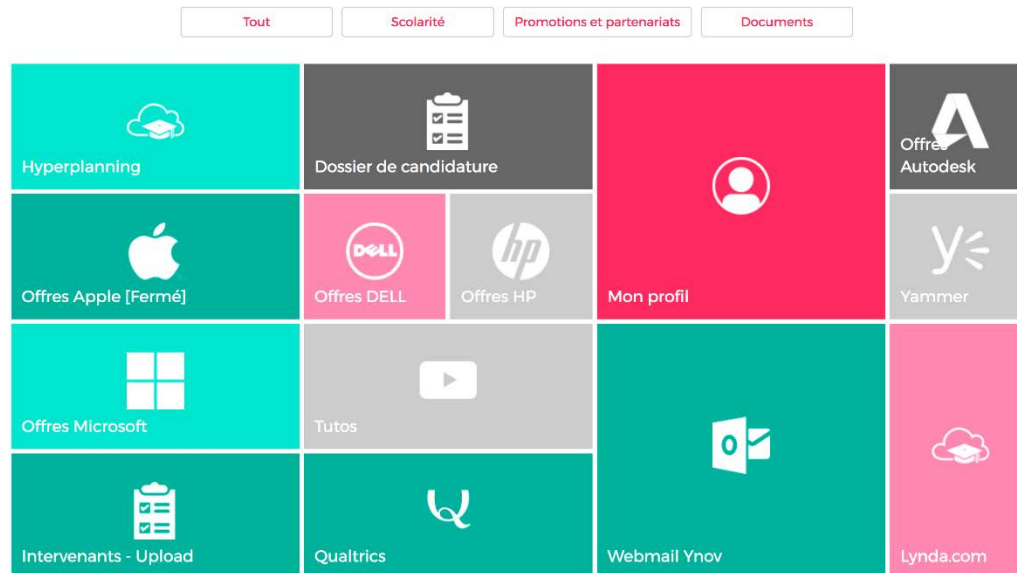 Tout
Scolarité
Promotions et partenariats
Documents
Hyperplanning
Dossier de candidature
Offres
Autodesk
Offres Apple [Fermé]
DELL
Offres DELL
hp
Offres HP
Mon profil
Yammer
Offres Microsoft
Tutos
Intervenants - Upload
Qualtrics
Webmail Ynov
Lynda.com